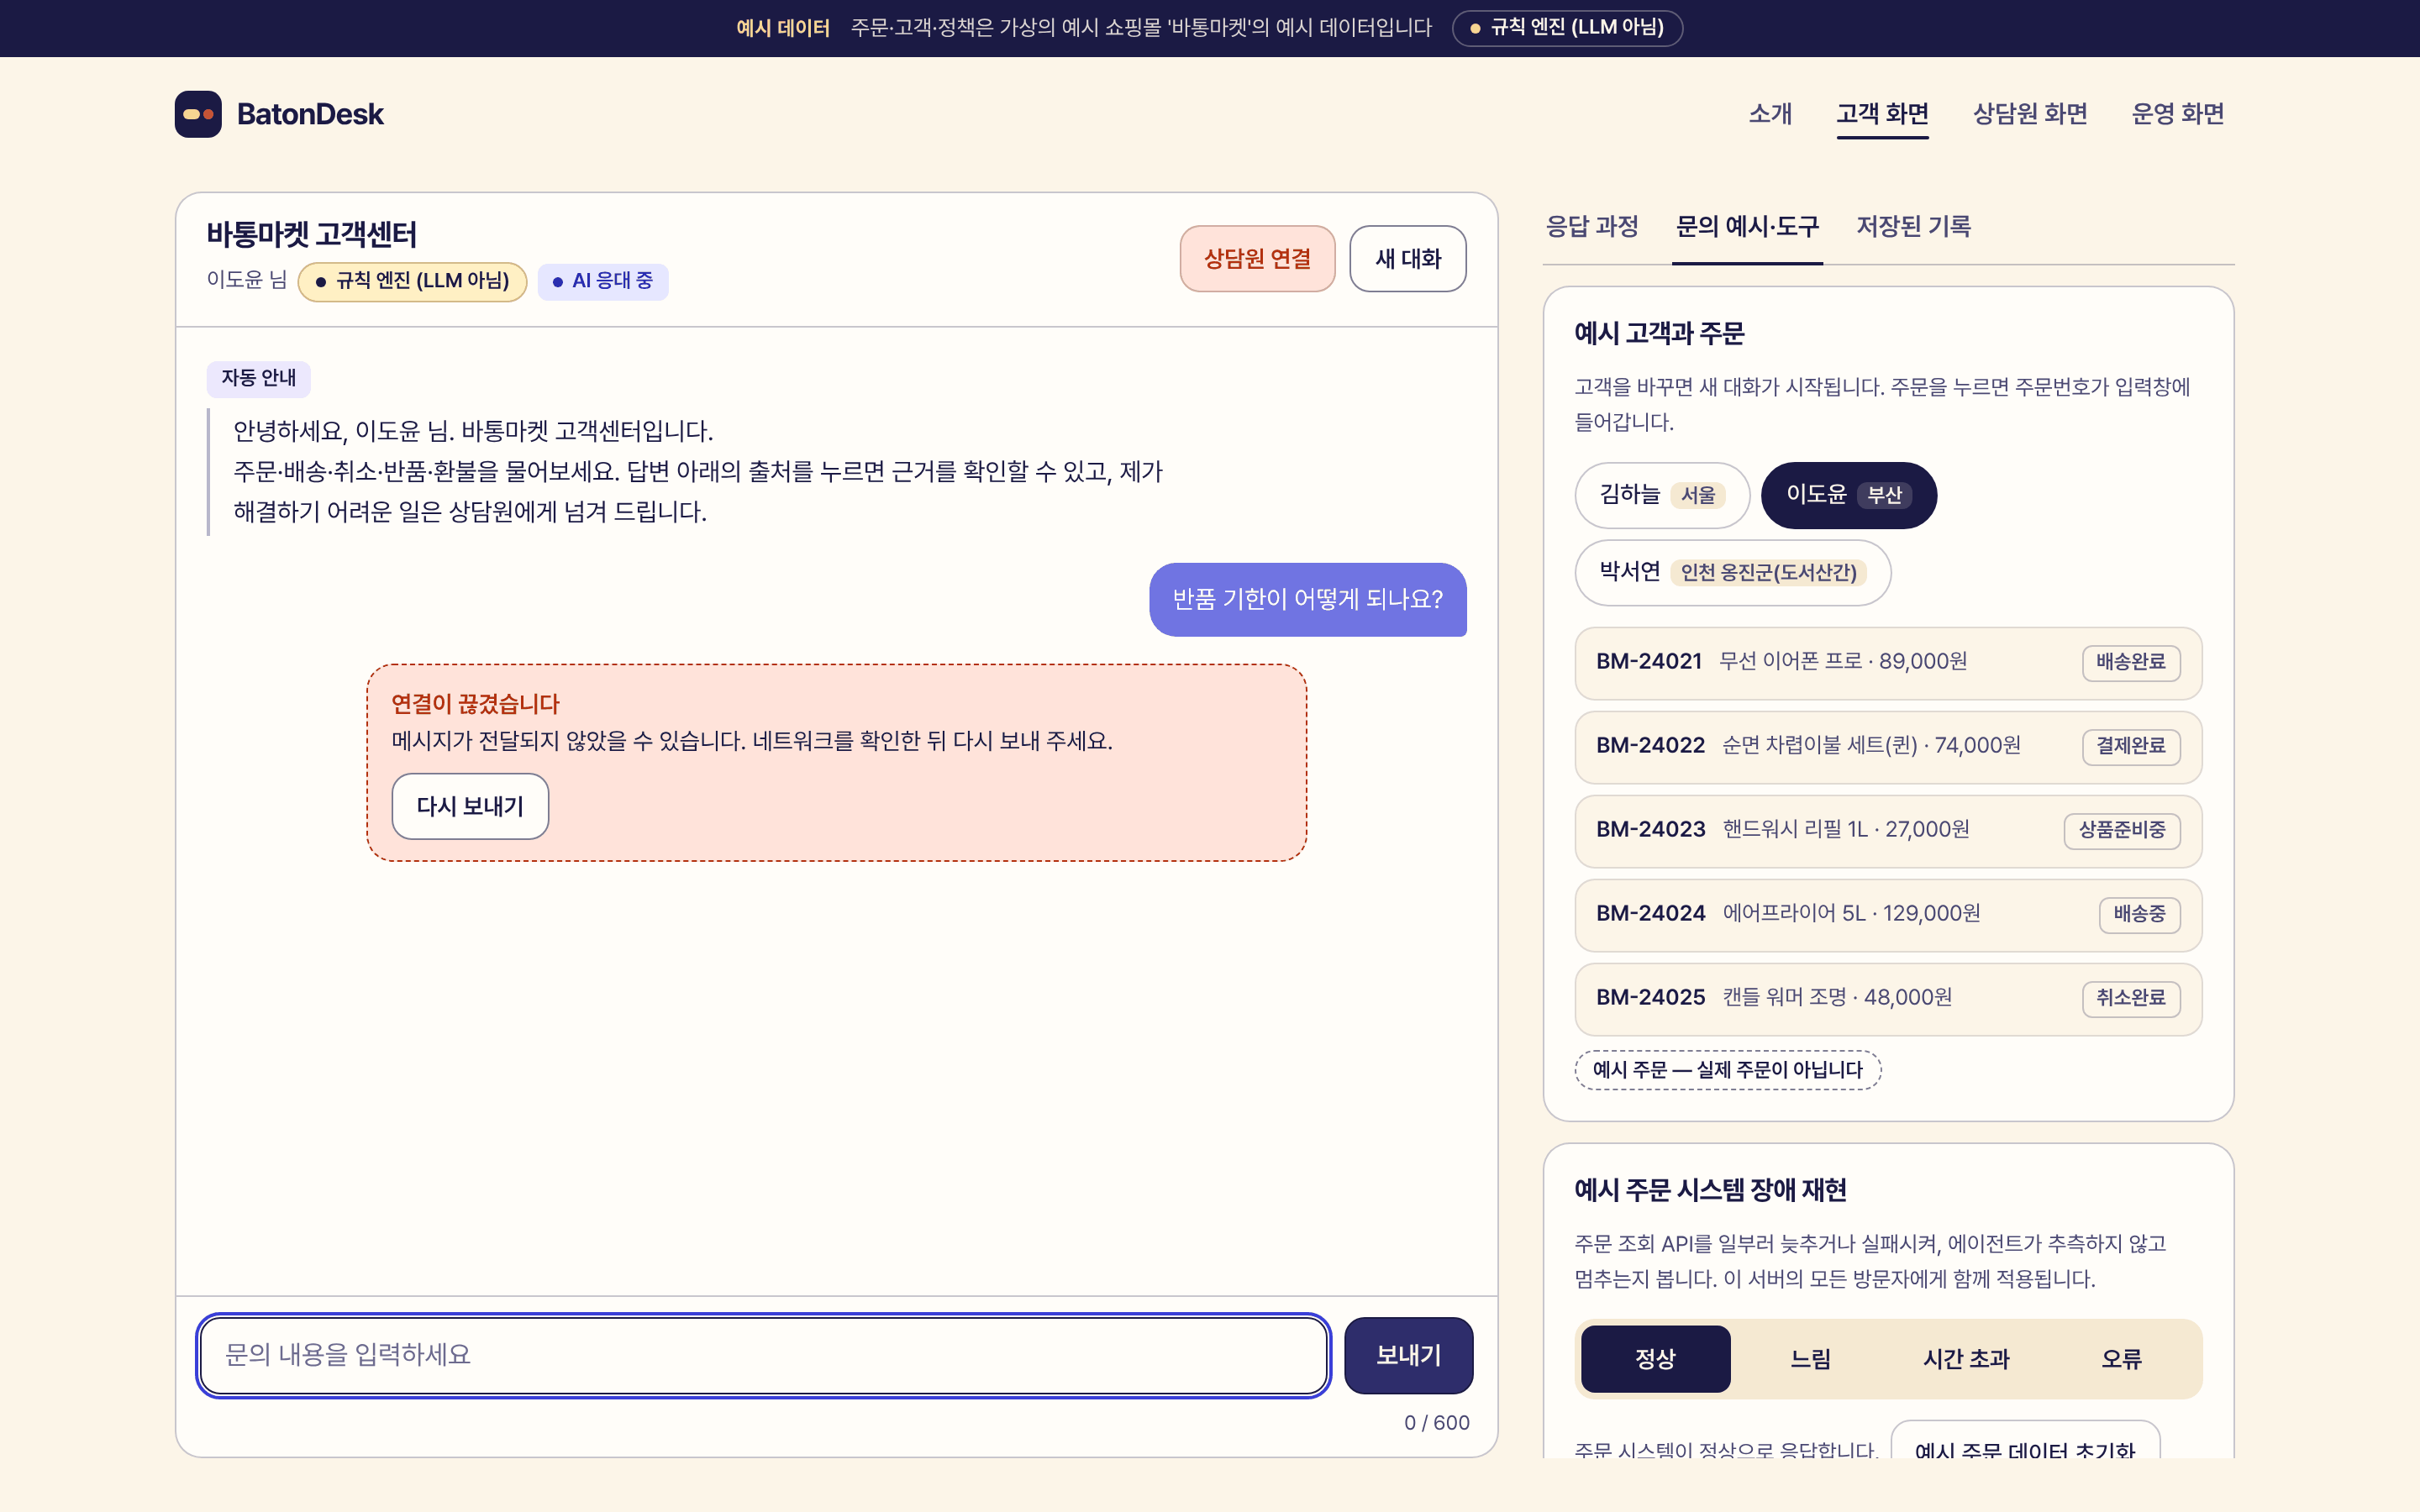 예시 데이터 주문·고객·정책은 가상의 예시 쇼핑몰 '바통마켓'의 예시 데이터입니다 규칙 엔진 (LLM 아님)
BatonDesk
소개 고객 화면 상담원 화면 운영 화면
바통마켓 고객센터
이도윤 님 규칙 엔진 (LLM 아님) AI 응대 중
상담원 연결 새 대화
자동 안내
안녕하세요, 이도윤 님. 바통마켓 고객센터입니다.
주문·배송·취소·반품·환불을 물어보세요. 답변 아래의 출처를 누르면 근거를 확인할 수 있고, 제가
해결하기 어려운 일은 상담원에게 넘겨 드립니다.
반품 기한이 어떻게 되나요?
연결이 끊겼습니다
메시지가 전달되지 않았을 수 있습니다. 네트워크를 확인한 뒤 다시 보내 주세요.
다시 보내기
문의 내용을 입력하세요
보내기
0 / 600
응답 과정 문의 예시·도구 저장된 기록
예시 고객과 주문
고객을 바꾸면 새 대화가 시작됩니다. 주문을 누르면 주문번호가 입력창에
들어갑니다.
김하늘 서울 이도윤 부산
박서연 인천 옹진군(도서산간)
BM-24021 무선 이어폰 프로 · 89,000원 배송완료
BM-24022 순면 차렵이불 세트(퀸) · 74,000원 결제완료
BM-24023 핸드워시 리필 1L · 27,000원 상품준비중
BM-24024 에어프라이어 5L · 129,000원 배송중
BM-24025 캔들 워머 조명 · 48,000원 취소완료
예시 주문 — 실제 주문이 아닙니다
예시 주문 시스템 장애 재현
주문 조회 API를 일부러 늦추거나 실패시켜, 에이전트가 추측하지 않고
멈추는지 봅니다. 이 서버의 모든 방문자에게 함께 적용됩니다.
정상 느림 시간 초과 오류
주문 시스템이 정상으로 응답합니다. 예시 주문 데이터 초기화